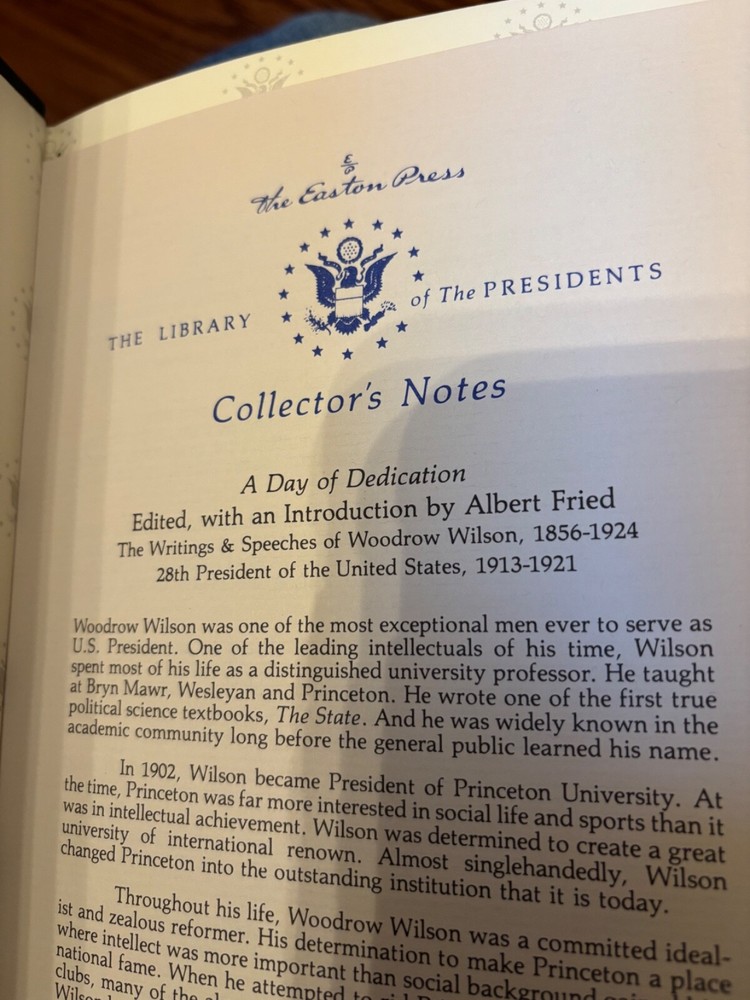 E
P
the Easton Press
THE LIBRARY of The PRESIDENTS
Collector's Notes
A Day of Dedication
Edited, with an Introduction by Albert Fried
The Writings & Speeches of Woodrow Wilson, 1856-1924
28th President of the United States, 1913-1921
Woodrow Wilson was one of the most exceptional men ever to serve as
U.S. President. One of the leading intellectuals of his time, Wilson
spent most of his life as a distinguished university professor. He taught
at Bryn Mawr, Wesleyan and Princeton. He wrote one of the first true
political science textbooks, The State. And he was widely known in the
academic community long before the general public learned his name.
In 1902, Wilson became President of Princeton University. At
the time, Princeton was far more interested in social life and sports than it
was in intellectual achievement. Wilson was determined to create a great
university of international renown. Almost singlehandedly, Wilson
changed Princeton into the outstanding institution that it is today.
Throughout his life, Woodrow Wilson was a committed ideal-
ist and zealous reformer. His determination to make Princeton a place
where intellect was more important than social background
national fame. When he attempted to
clubs, many of the
Wilson